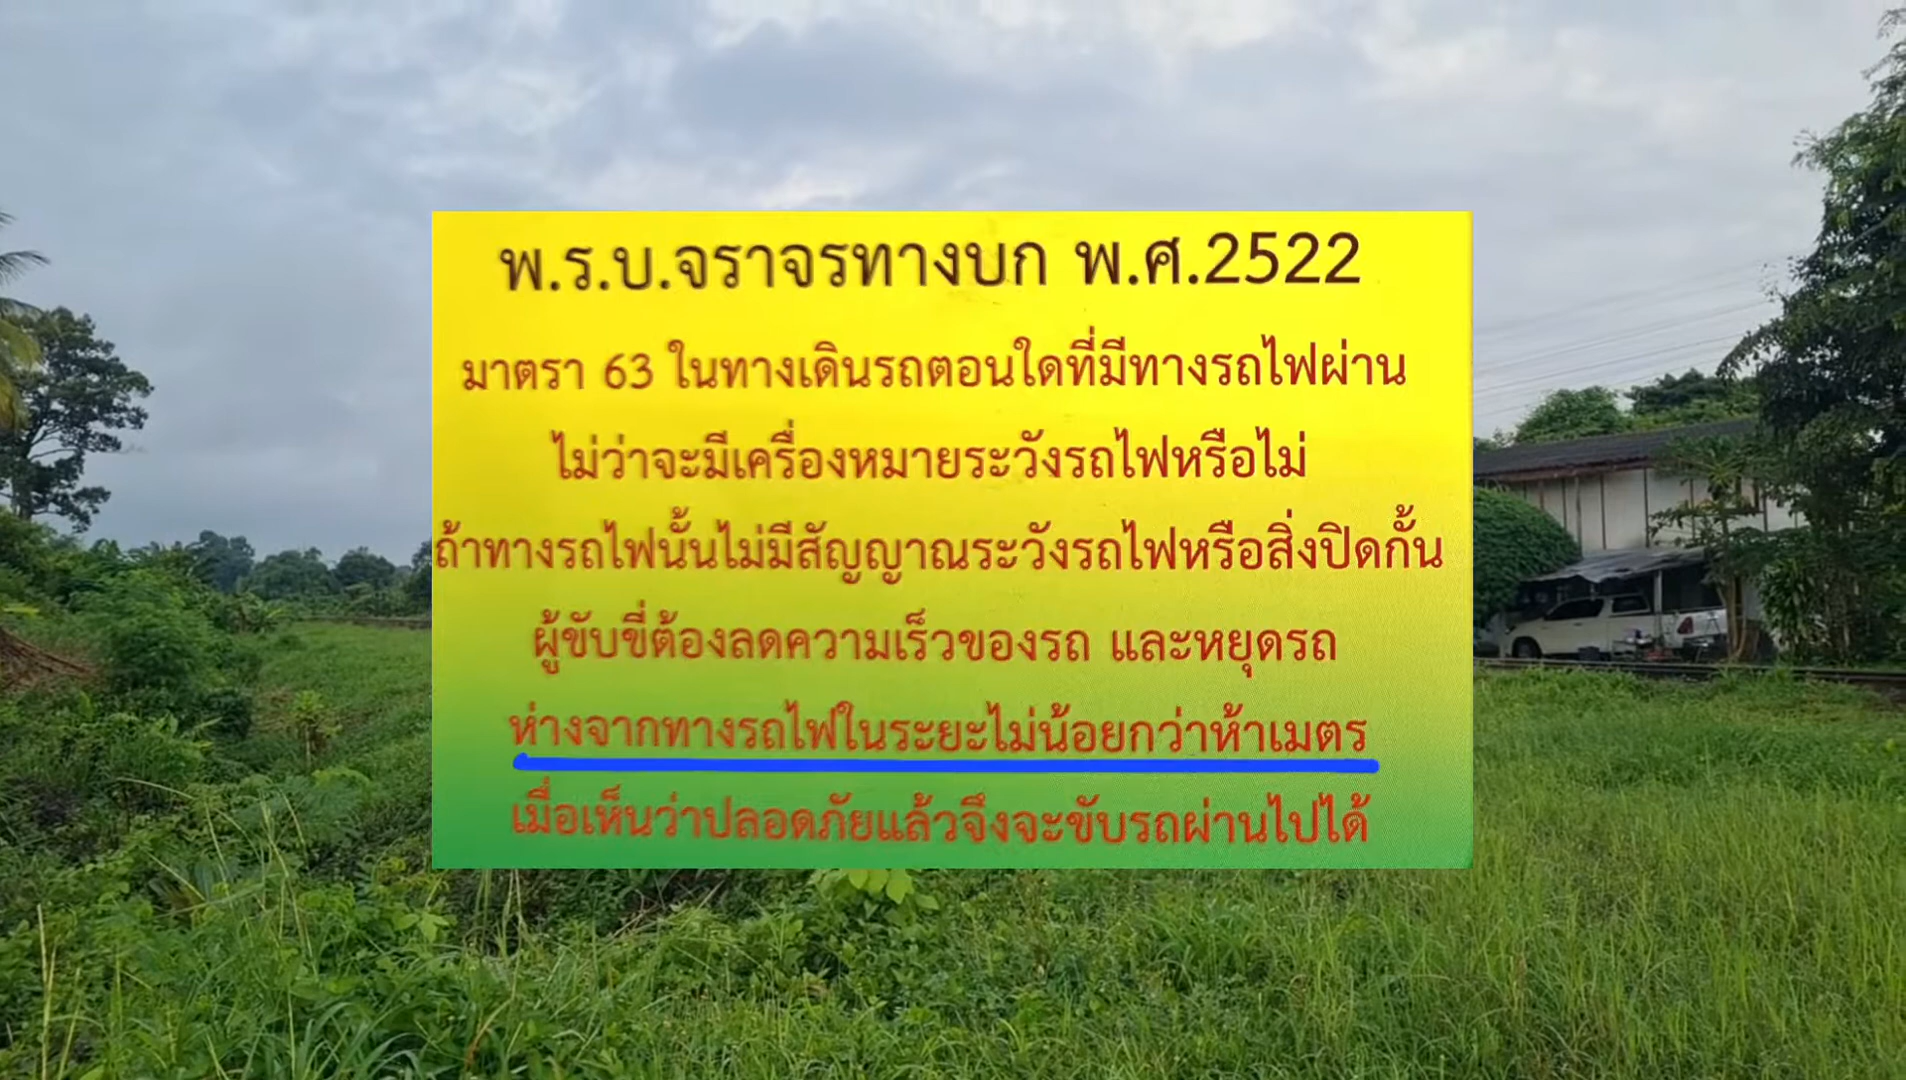 พ.ร.บ.จราจรทางบก พ.ศ.2522
มาตรา 63 ในทางเดินรถตอนใดที่มีทางรถไฟผ่าน
ไม่ว่าจะมีเครื่องหมายระวังรถไฟหรือไม่
ถ้าทางรถไฟนั้นไม่มีสัญญาณระวังรถไฟหรือสิ่งปิดกั้น
ผู้ขับขี่ต้องลดความเร็วของรถ และหยุดรถ
ห่างจากทางรถไฟในระยะไม่น้อยกว่าห้าเมตร
เมื่อเห็นว่าปลอดภัยแล้วจึงจะขับรถผ่านไปได้